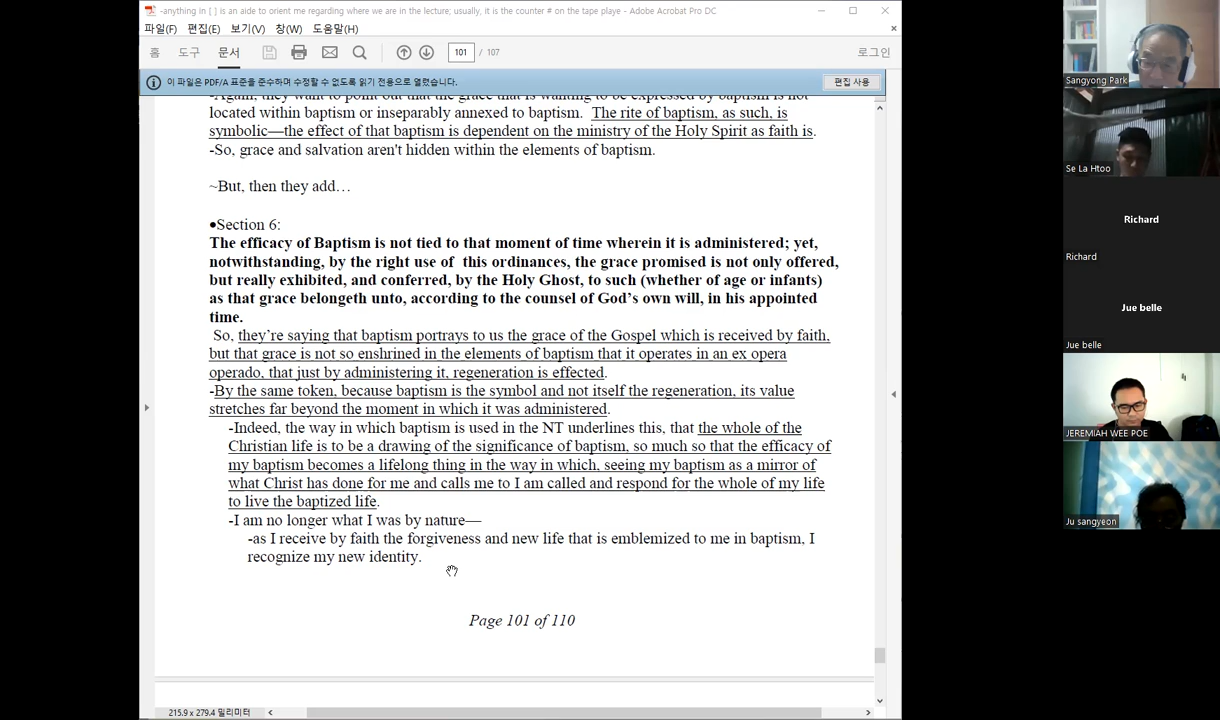 -anything in [ ] is an aide to orient me regarding where we are in the lecture; usually, it is the counter # on the tape playe - Adobe Acrobat Pro DC
파일(F) 편집(E) 보기(V) 창(W) 도움말(H)
홈 도구 문서 101 / 107 로그인
이 파일은 PDF/A 표준을 준수하며 수정할 수 없도록 읽기 전용으로 열렸습니다. 편집 사용
-Again, they want to point out that the grace that is waiting to be expressed by baptism is not
located within baptism or inseparably annexed to baptism. The rite of baptism, as such, is
symbolic—the effect of that baptism is dependent on the ministry of the Holy Spirit as faith is.
-So, grace and salvation aren't hidden within the elements of baptism.
~But, then they add…
•Section 6:
The efficacy of Baptism is not tied to that moment of time wherein it is administered; yet,
notwithstanding, by the right use of this ordinances, the grace promised is not only offered,
but really exhibited, and conferred, by the Holy Ghost, to such (whether of age or infants)
as that grace belongeth unto, according to the counsel of God's own will, in his appointed
time.
So, they're saying that baptism portrays to us the grace of the Gospel which is received by faith,
but that grace is not so enshrined in the elements of baptism that it operates in an ex opera
operado, that just by administering it, regeneration is effected.
-By the same token, because baptism is the symbol and not itself the regeneration, its value
stretches far beyond the moment in which it was administered.
-Indeed, the way in which baptism is used in the NT underlines this, that the whole of the
Christian life is to be a drawing of the significance of baptism, so much so that the efficacy of
my baptism becomes a lifelong thing in the way in which, seeing my baptism as a mirror of
what Christ has done for me and calls me to I am called and respond for the whole of my life
to live the baptized life.
-I am no longer what I was by nature—
-as I receive by faith the forgiveness and new life that is emblemized to me in baptism, I
recognize my new identity.
Page 101 of 110
215.9 x 279.4 밀리미터
Sangyong Park
Se La Htoo
Richard
Richard
Jue belle
Jue belle
JEREMIAH WEE POE
Ju sangyeon